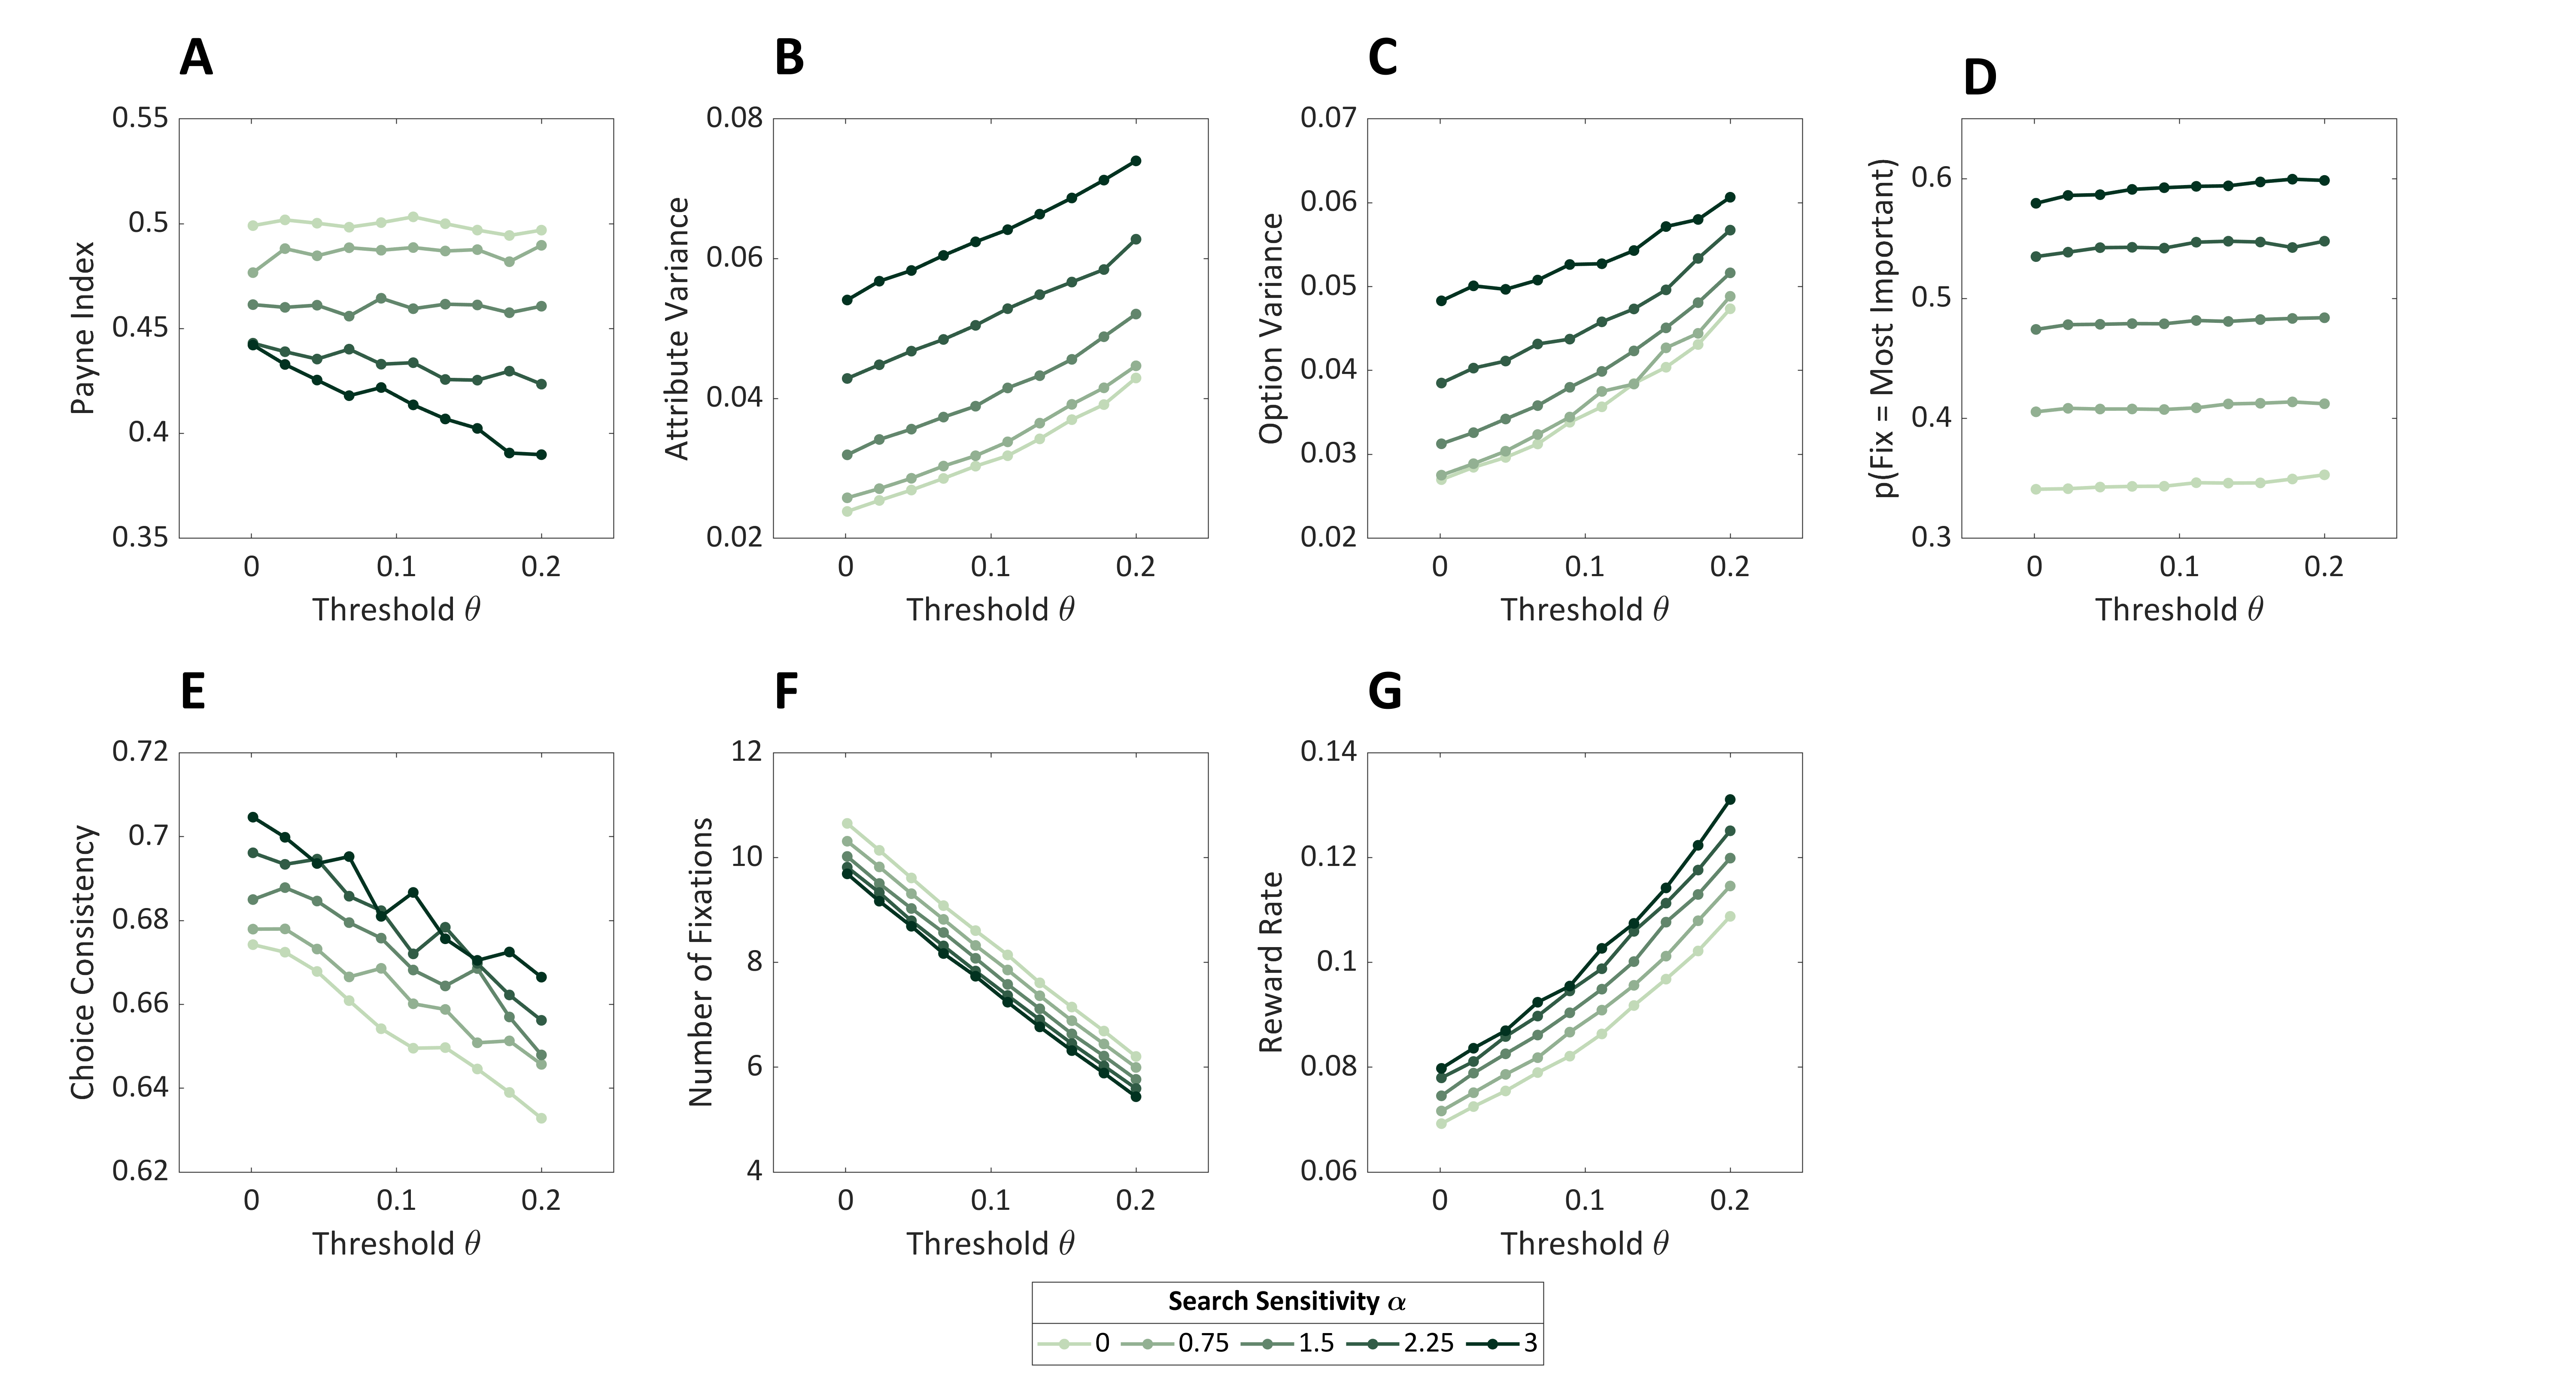 A
0.55
0.5
0.45
0.4
0.35
Payne Index
0 0.1 0.2
Threshold θ
B
0.08
0.06
0.04
0.02
Attribute Variance
0 0.1 0.2
Threshold θ
C
0.07
0.06
0.05
0.04
0.03
0.02
Option Variance
0 0.1 0.2
Threshold θ
D
0.6
0.5
0.4
0.3
p(Fix = Most Important)
0 0.1 0.2
Threshold θ
E
0.72
0.7
0.68
0.66
0.64
0.62
Choice Consistency
0 0.1 0.2
Threshold θ
F
12
10
8
6
4
Number of Fixations
0 0.1 0.2
Threshold θ
G
0.14
0.12
0.1
0.08
0.06
Reward Rate
0 0.1 0.2
Threshold θ
Search Sensitivity α
0 0.75 1.5 2.25 3